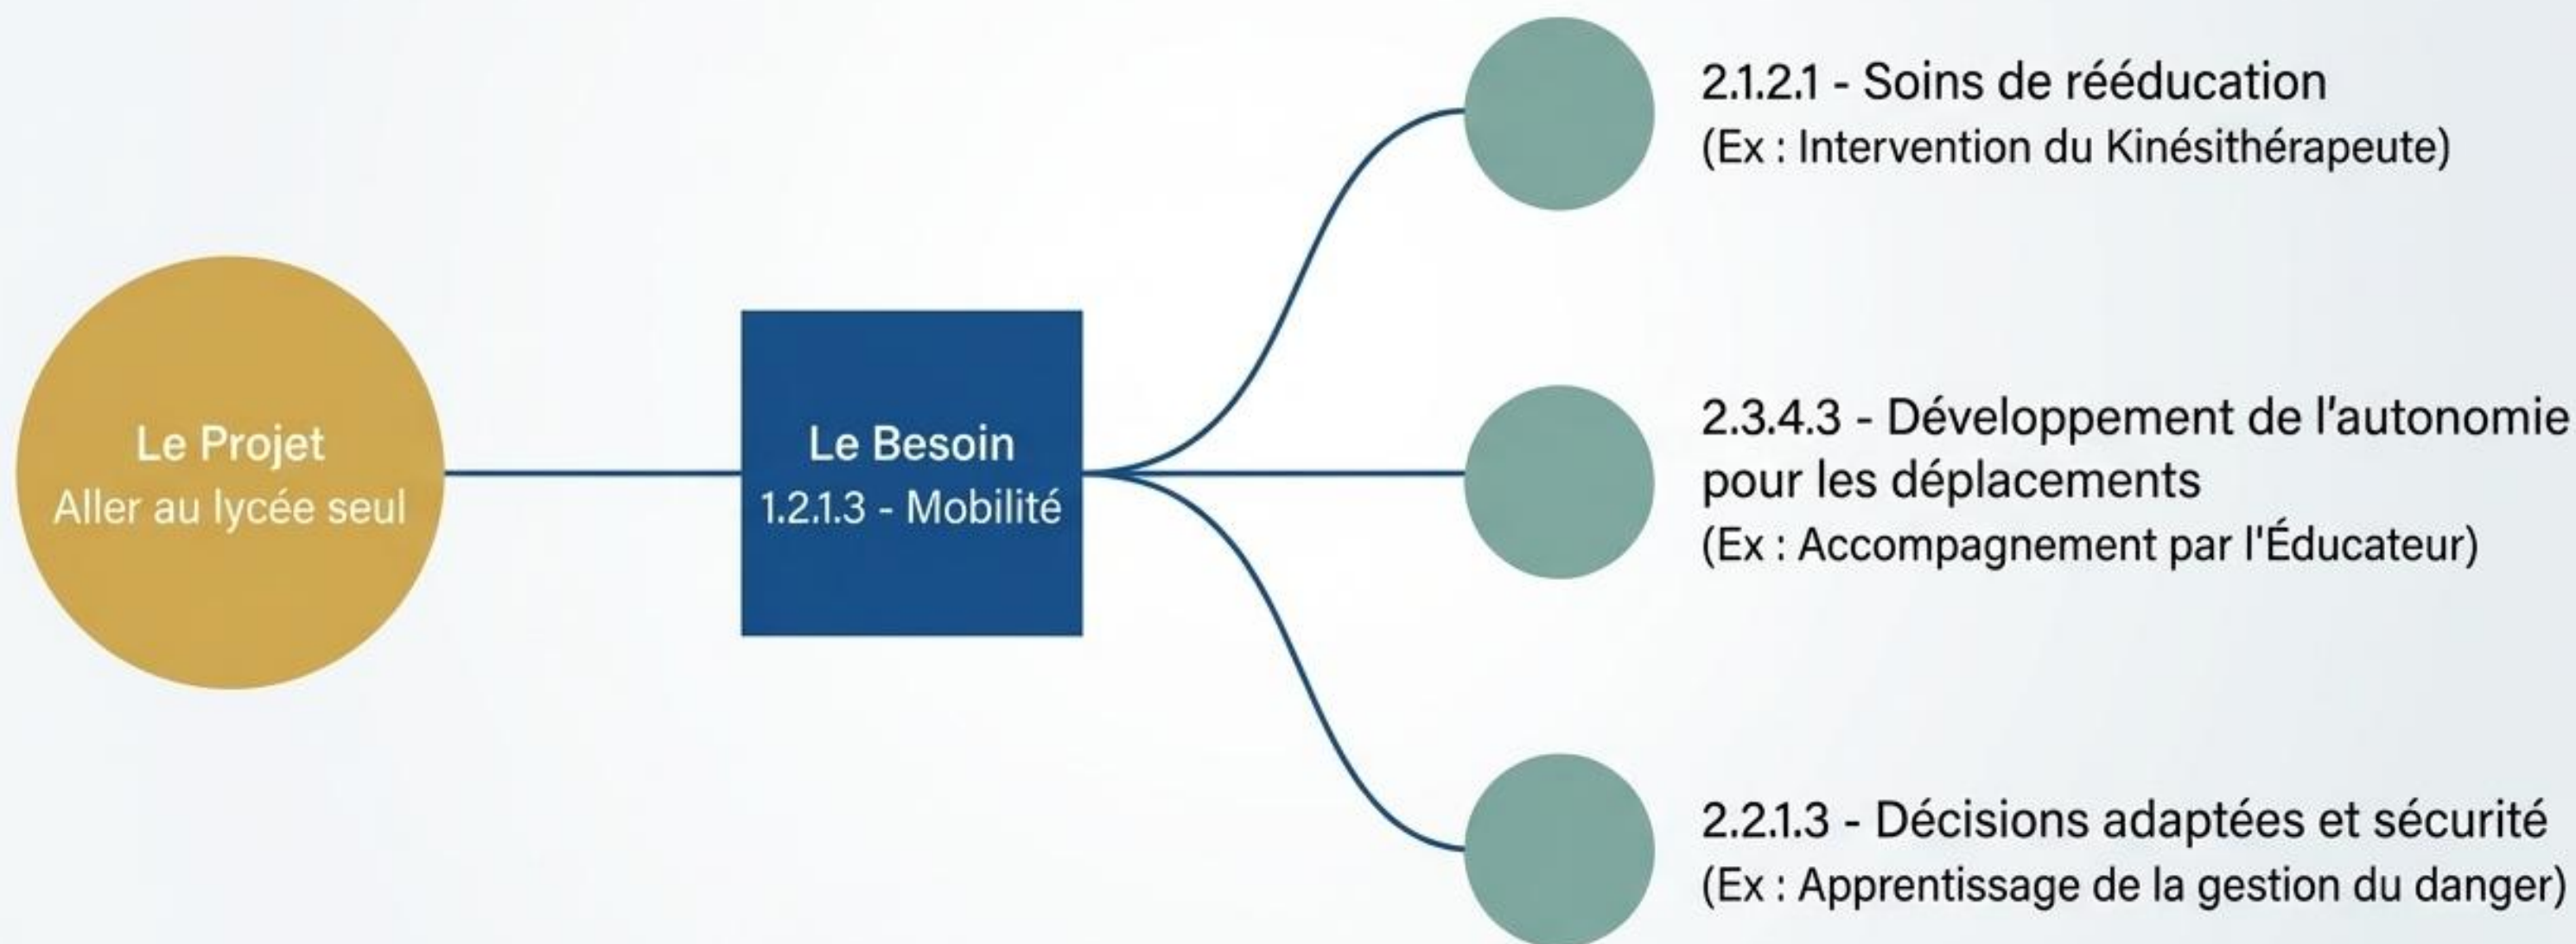 Le Projet
Aller au lycée seul
Le Besoin
1.2.1.3 - Mobilité
2.1.2.1 - Soins de rééducation
(Ex : Intervention du Kinésithérapeute)
2.3.4.3 - Développement de l'autonomie
pour les déplacements
(Ex : Accompagnement par l'Éducateur)
2.2.1.3 - Décisions adaptées et sécurité
(Ex : Apprentissage de la gestion du danger)